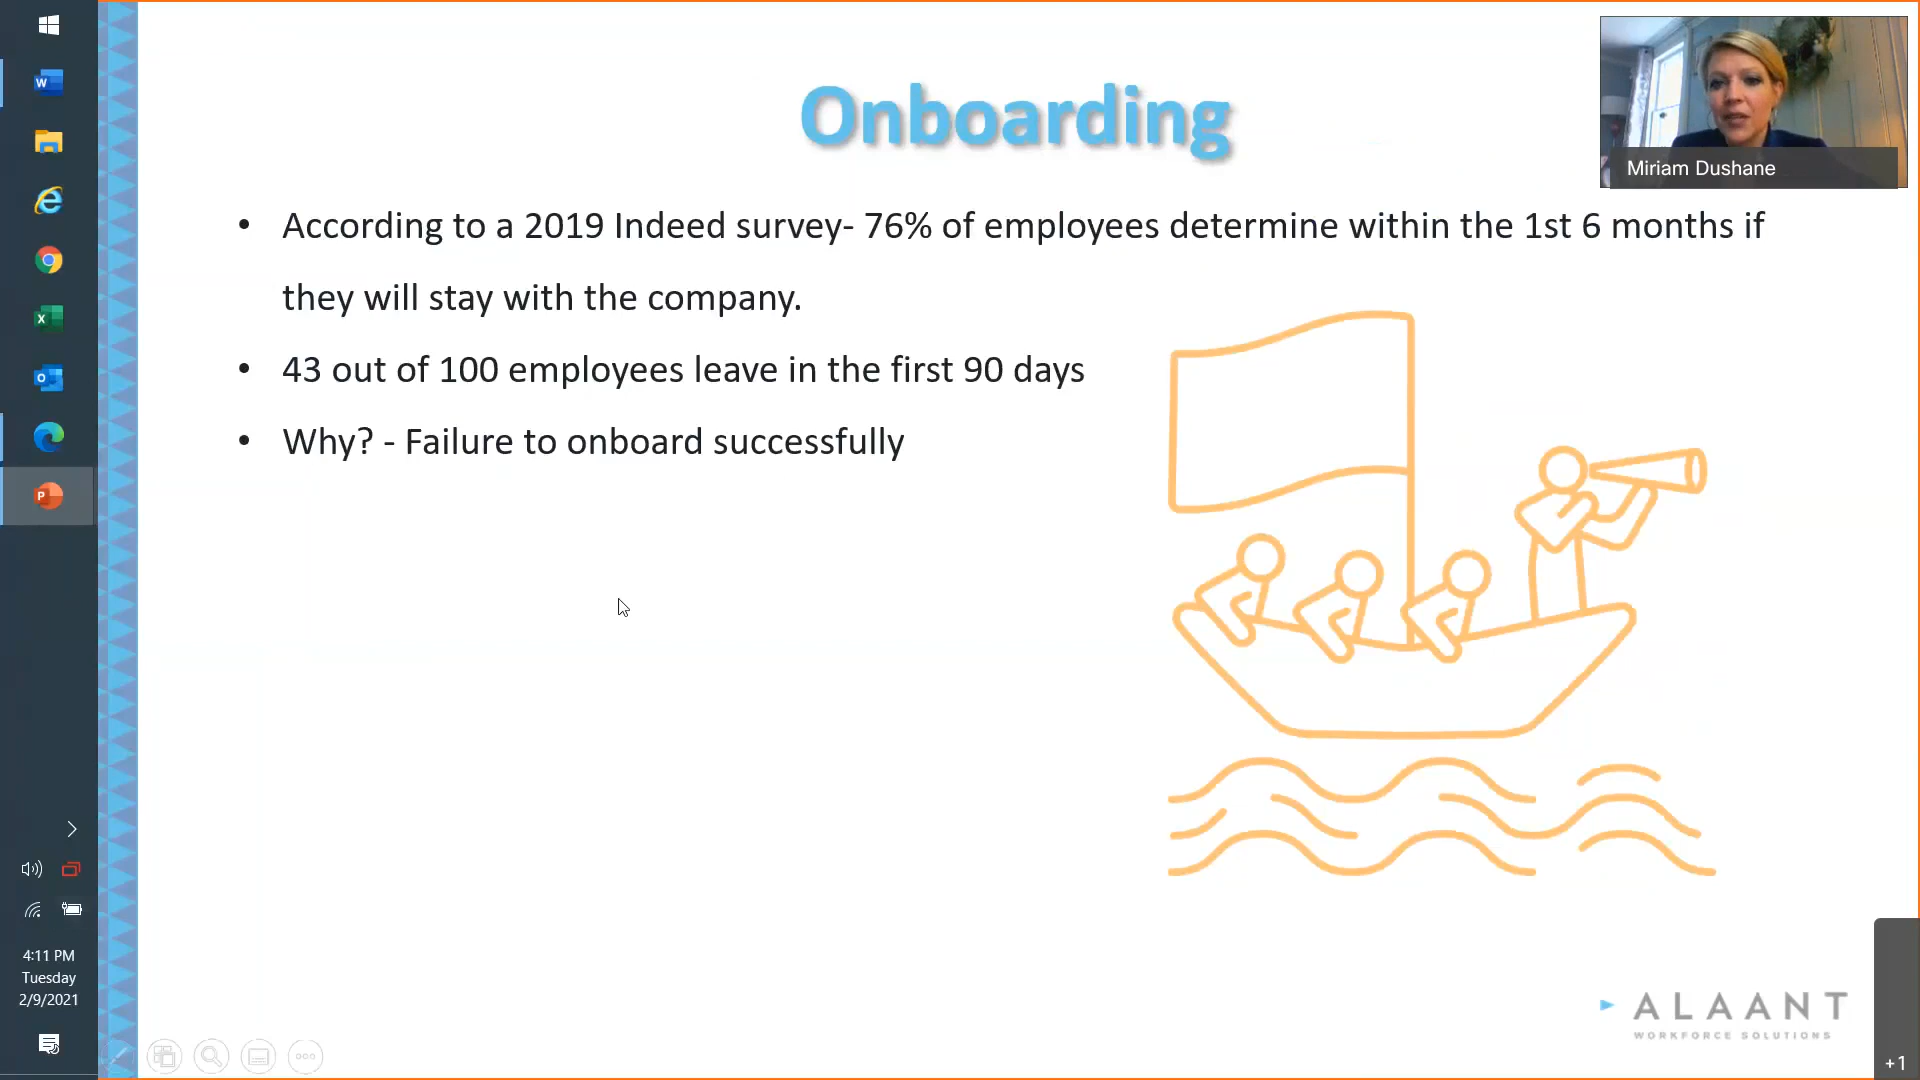 Onboarding
Miriam Dushane
• According to a 2019 Indeed survey- 76% of employees determine within the 1st 6 months if
they will stay with the company.
• 43 out of 100 employees leave in the first 90 days
• Why? - Failure to onboard successfully
4:11 PM
Tuesday
2/9/2021
ALAANT
WORKFORCE SOLUTIONS
+1